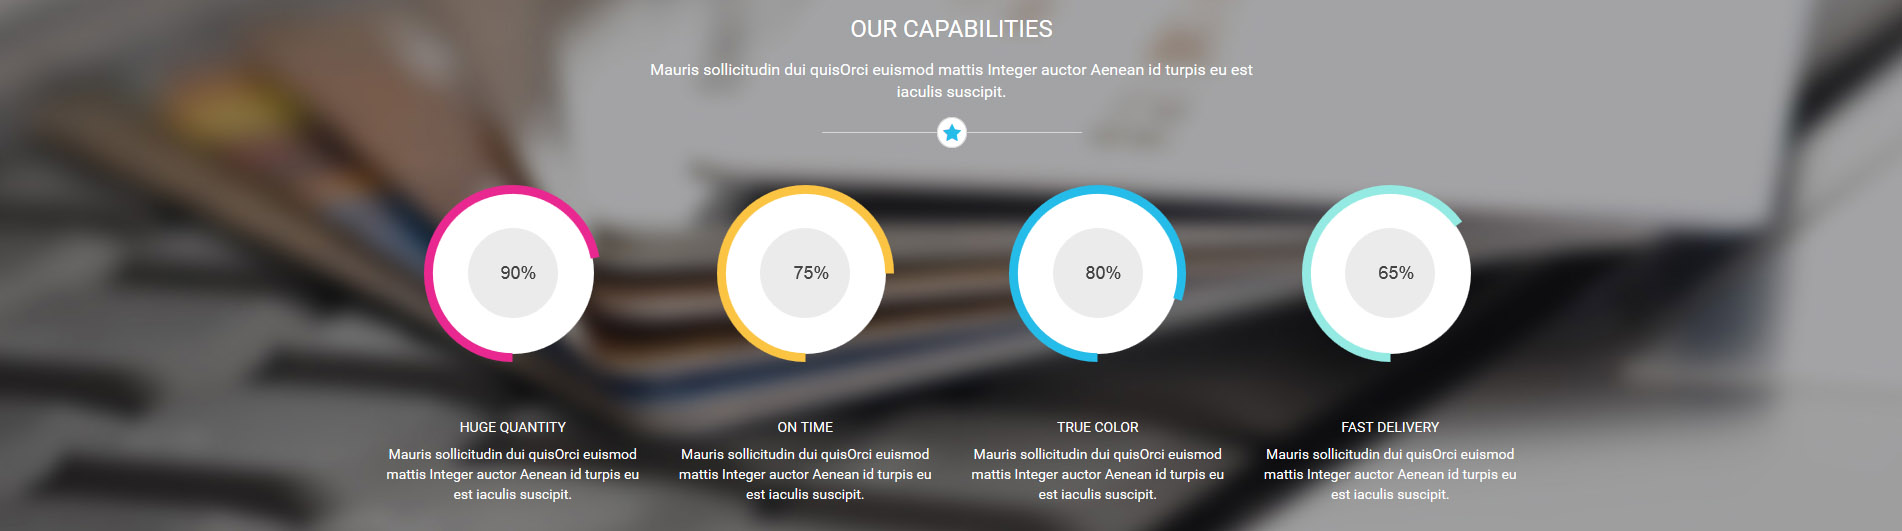 OUR CAPABILITIES
Mauris sollicitudin dui quisOrci euismod mattis Integer auctor Aenean id turpis eu est
iaculis suscipit.
90%
75%
80%
65%
HUGE QUANTITY
Mauris sollicitudin dui quisOrci euismod
mattis Integer auctor Aenean id turpis eu
est iaculis suscipit.
ON TIME
Mauris sollicitudin dui quisOrci euismod
mattis Integer auctor Aenean id turpis eu
est iaculis suscipit.
TRUE COLOR
Mauris sollicitudin dui quisOrci euismod
mattis Integer auctor Aenean id turpis eu
est iaculis suscipit.
FAST DELIVERY
Mauris sollicitudin dui quisOrci euismod
mattis Integer auctor Aenean id turpis eu
est iaculis suscipit.